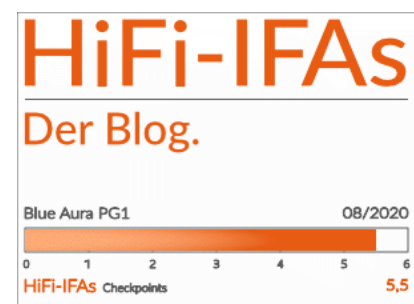 HiFi-IFAs
Der Blog.
Blue Aura PG1 08/2020
0 1 2 3 4 5 6
HiFi-IFAs Checkpoints 5,5